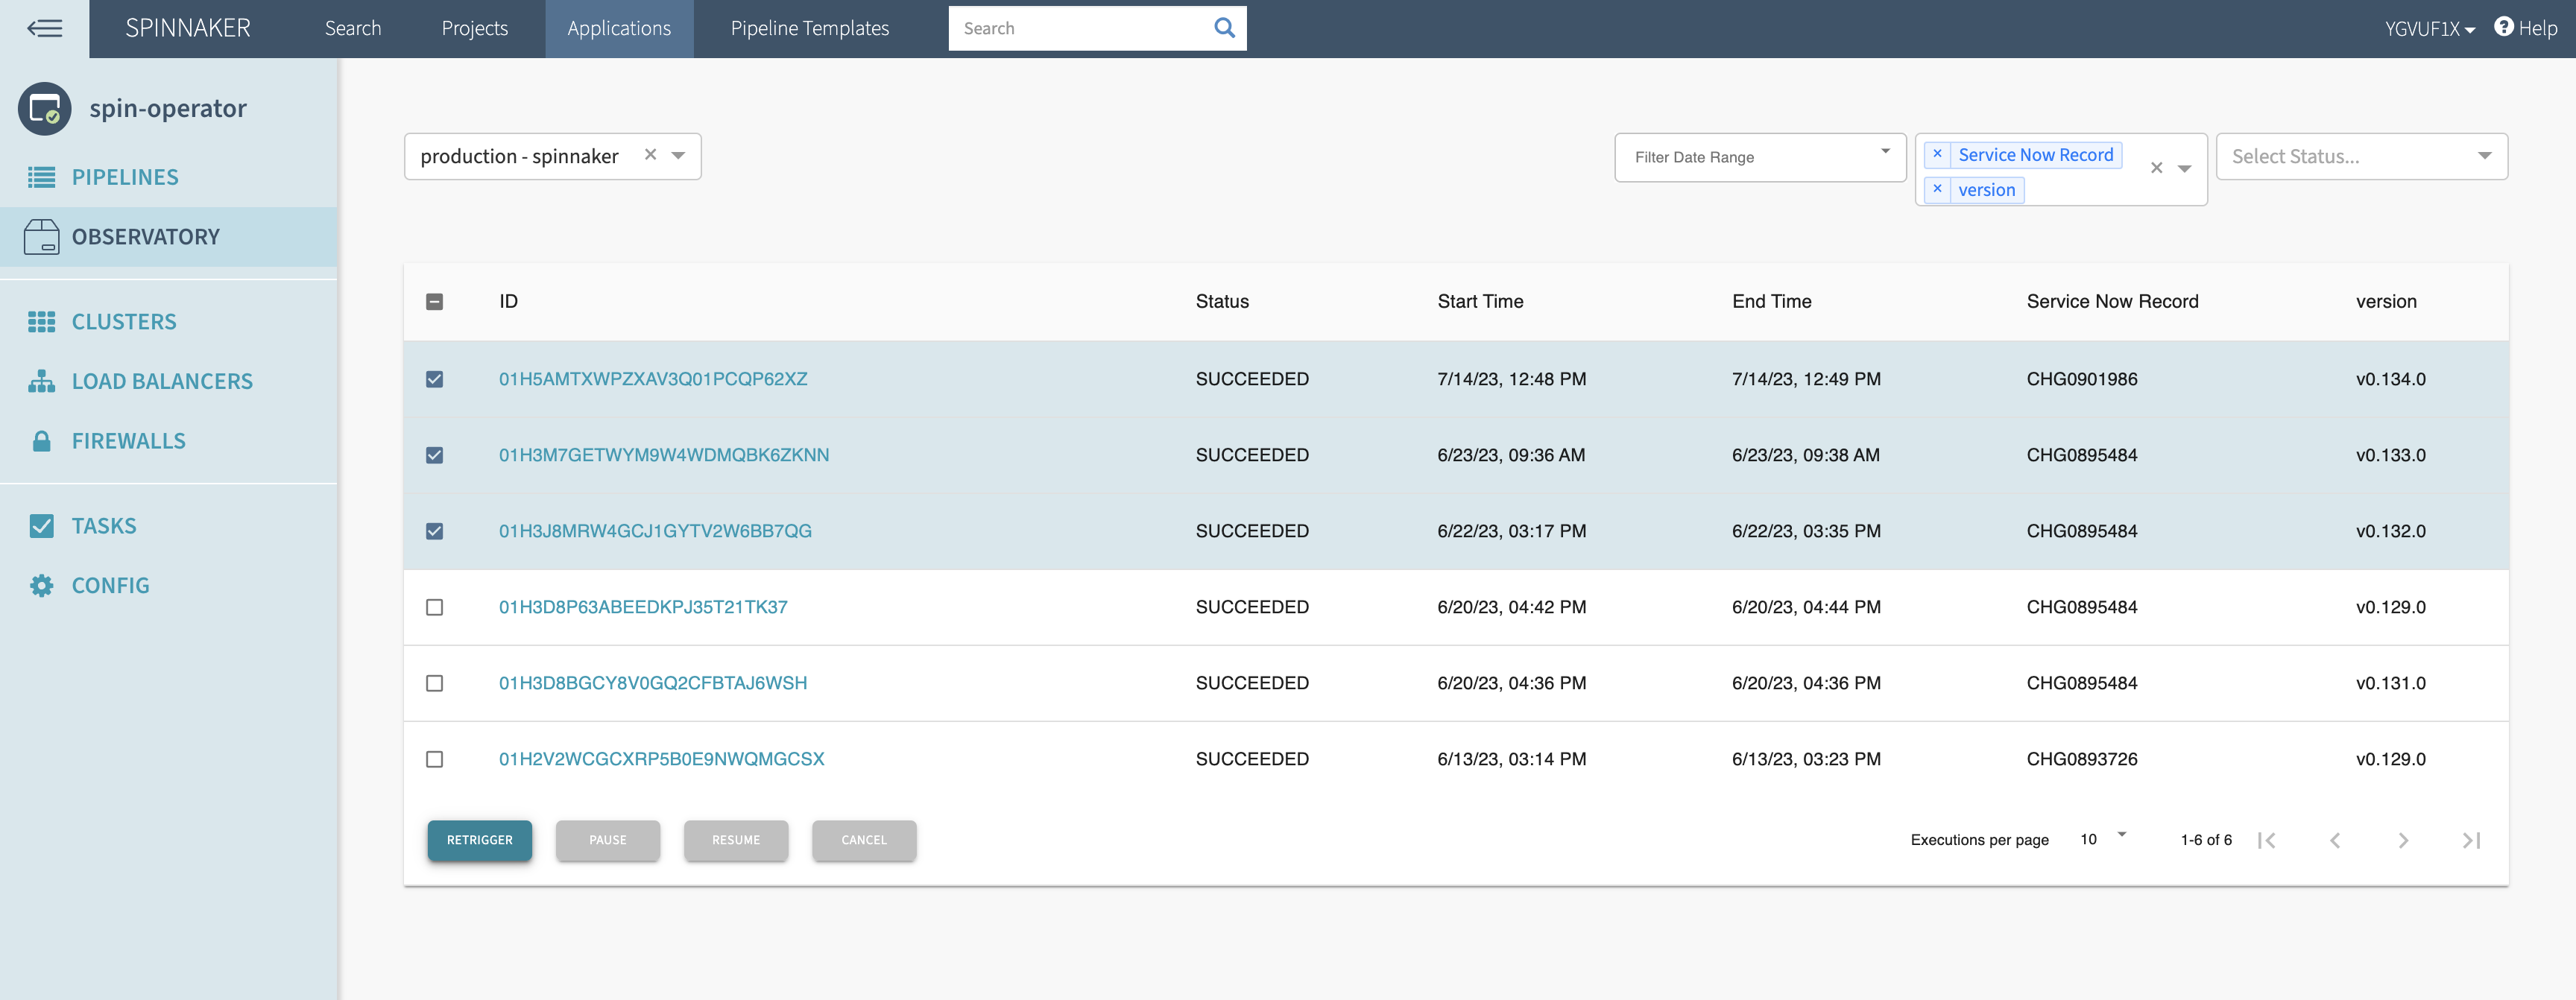 SPINNAKER Search Projects Applications Pipeline Templates Search YGVUF1X Help
spin-operator
PIPELINES
OBSERVATORY
CLUSTERS
LOAD BALANCERS
FIREWALLS
TASKS
CONFIG
production - spinnaker × Filter Date Range × Service Now Record × Select Status...
× version
ID Status Start Time End Time Service Now Record version
01H5AMTXWPZXAV3Q01PCQP62XZ SUCCEEDED 7/14/23, 12:48 PM 7/14/23, 12:49 PM CHG0901986 v0.134.0
01H3M7GETWYM9W4WDMQBK6ZKNN SUCCEEDED 6/23/23, 09:36 AM 6/23/23, 09:38 AM CHG0895484 v0.133.0
01H3J8MRW4GCJ1GYTV2W6BB7QG SUCCEEDED 6/22/23, 03:17 PM 6/22/23, 03:35 PM CHG0895484 v0.132.0
01H3D8P63ABEEDKPJ35T21TK37 SUCCEEDED 6/20/23, 04:42 PM 6/20/23, 04:44 PM CHG0895484 v0.129.0
01H3D8BGCY8V0GQ2CFBTAJ6WSH SUCCEEDED 6/20/23, 04:36 PM 6/20/23, 04:36 PM CHG0895484 v0.131.0
01H2V2WCGCXRP5B0E9NWQMGCSX SUCCEEDED 6/13/23, 03:14 PM 6/13/23, 03:23 PM CHG0893726 v0.129.0
RETRIGGER PAUSE RESUME CANCEL Executions per page 10 1-6 of 6